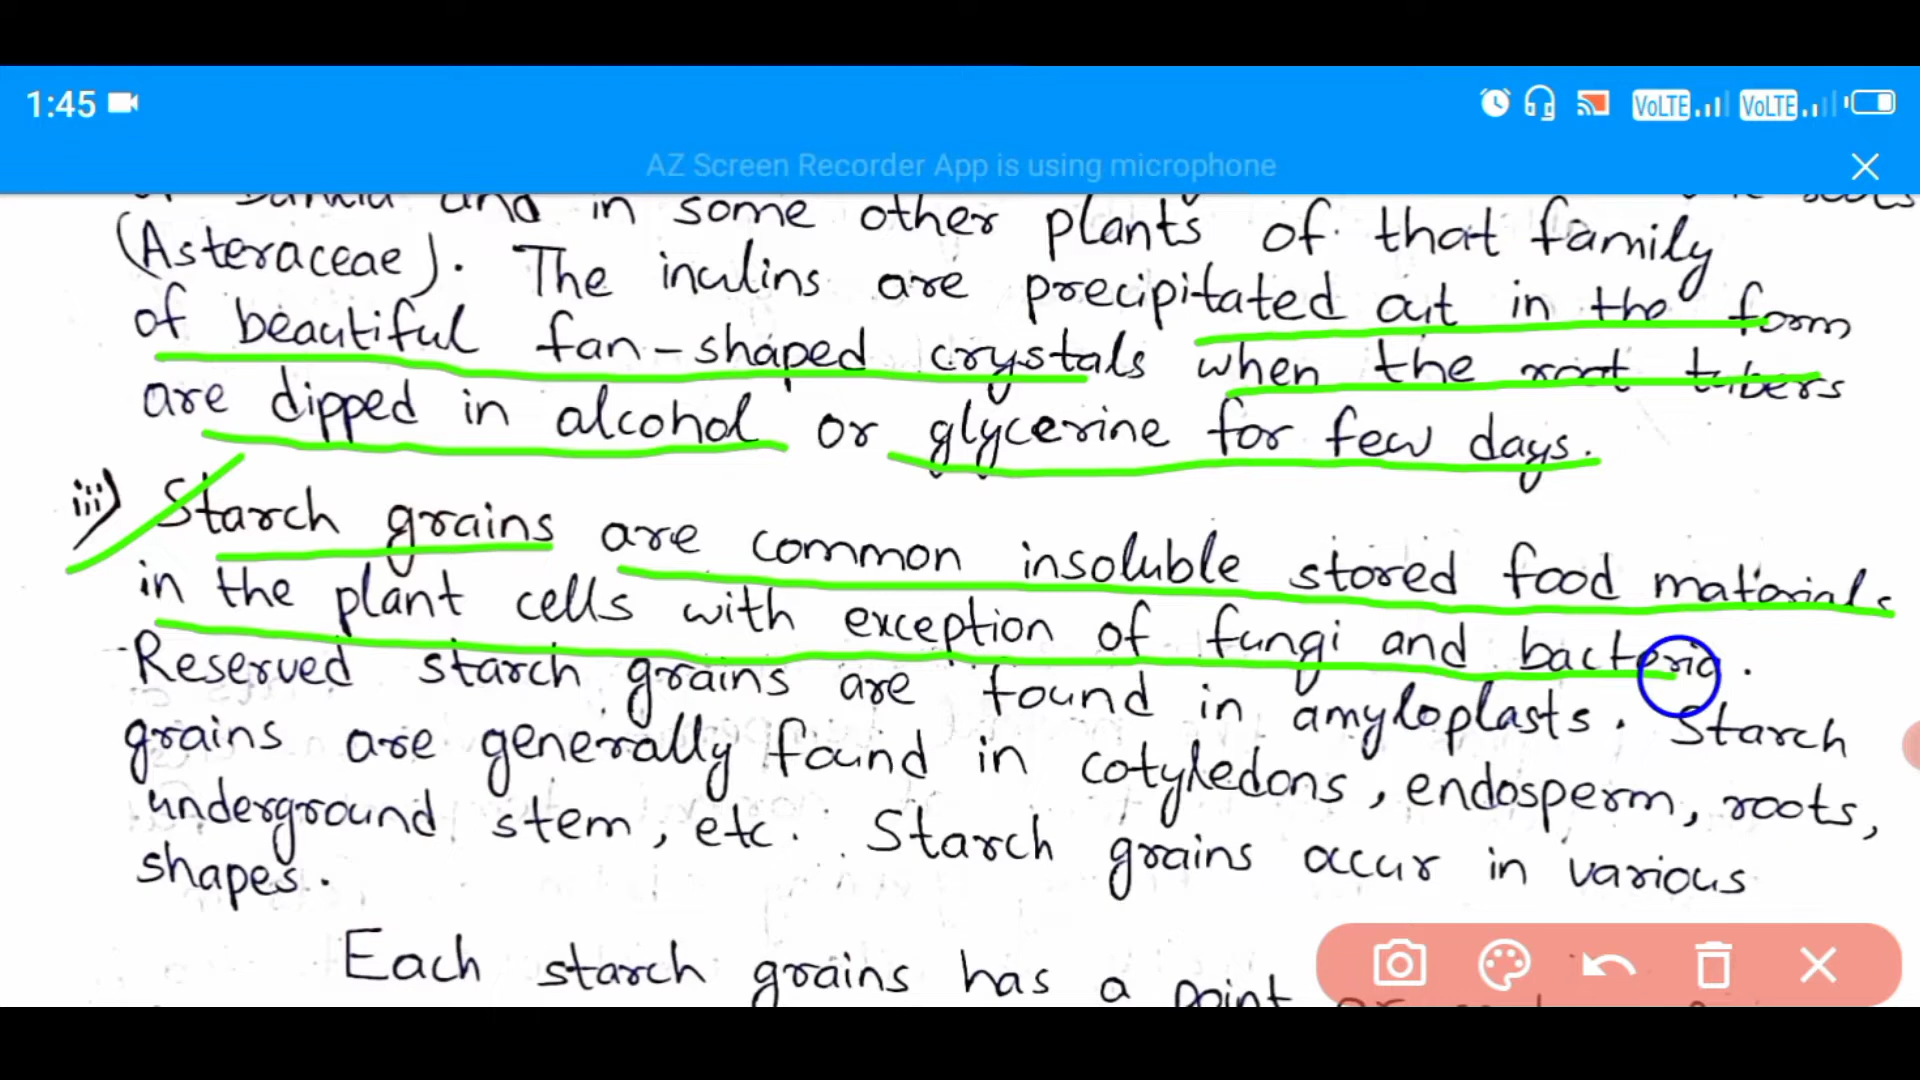 1:45 VoLTE VoLTE
AZ Screen Recorder App is using microphone
and in some other plants of that family
(Asteraceae). The inulins are precipitated out in the form
of beautiful fan-shaped crystals when the root tubers
are dipped in alcohol or glycerine for few days.
iii) Starch grains are common insoluble stored food materials
in the plant cells with exception of fungi and bacteria.
Reserved starch grains are found in amyloplasts. Starch
grains are generally found in cotyledons, endosperm, roots,
underground stem, etc. Starch grains occur in various
shapes.
Each starch grains has a point or